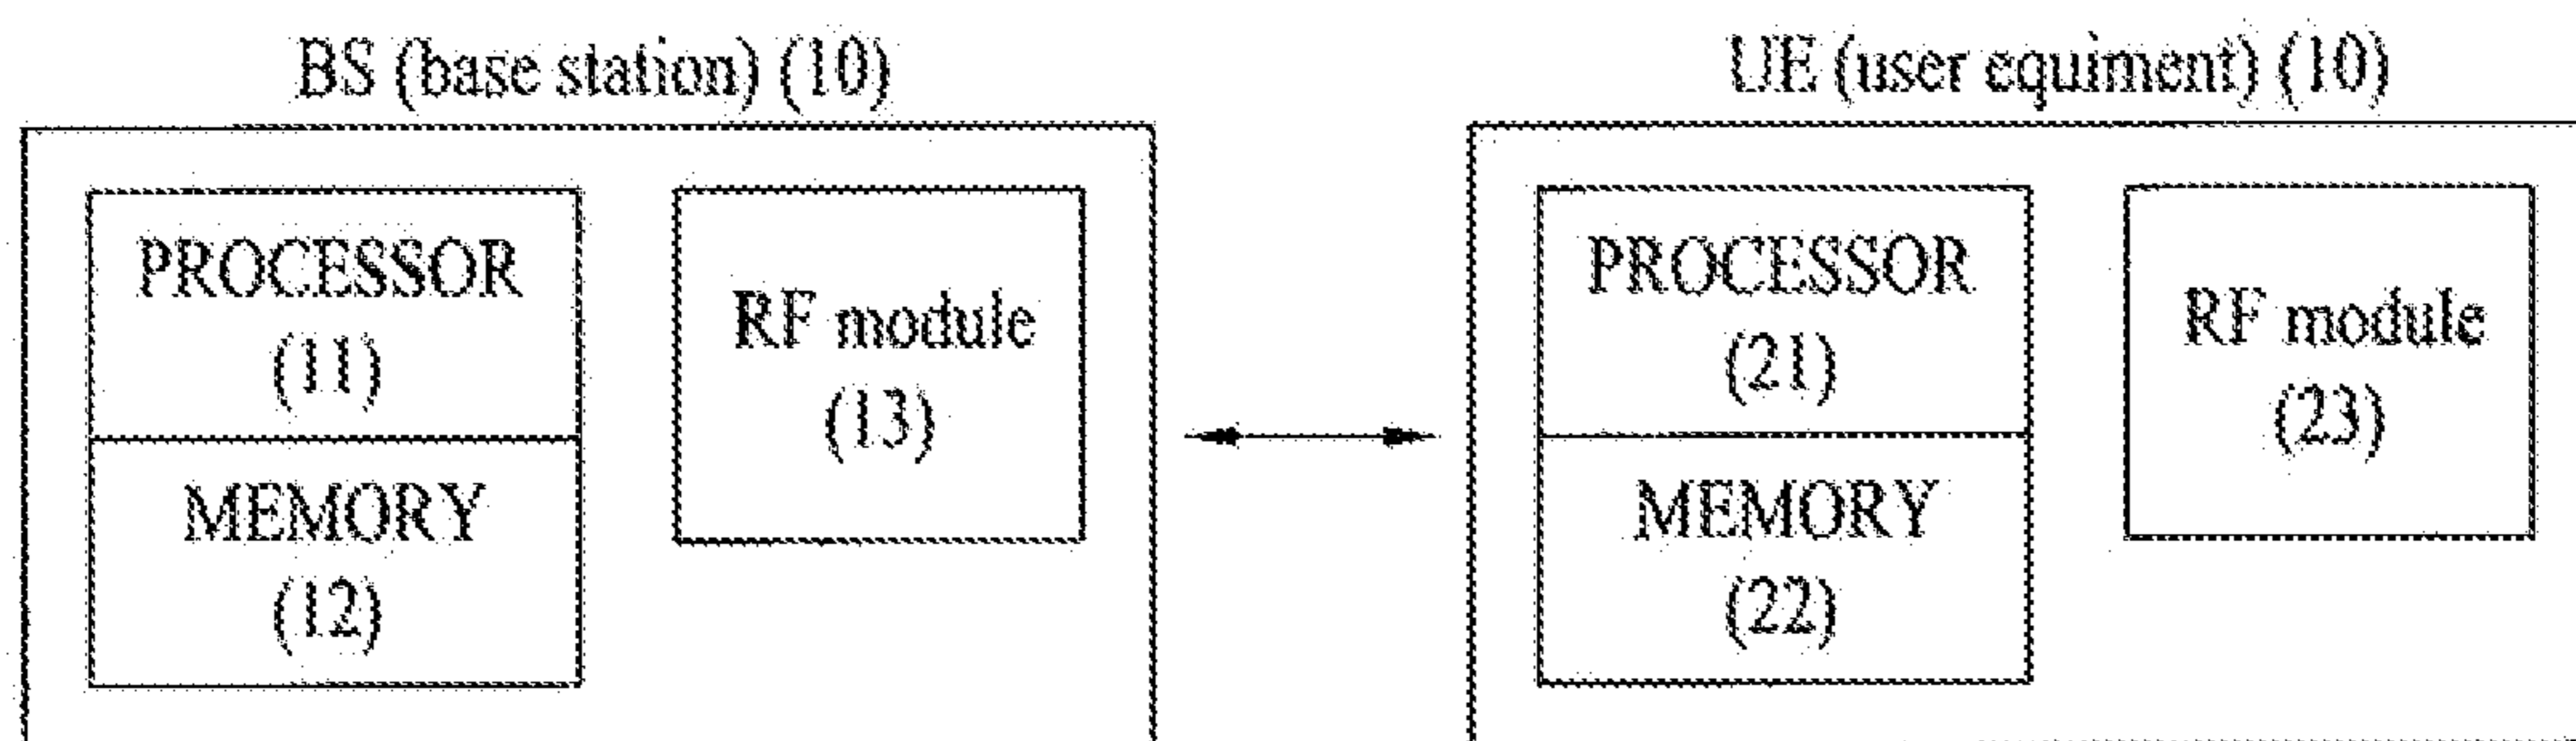 BS (base station) (10)
PROCESSOR
(11)
MEMORY
(12)
RF module
(13)
UE (user equiment) (10)
PROCESSOR
(21)
MEMORY
(22)
RF module
(23)